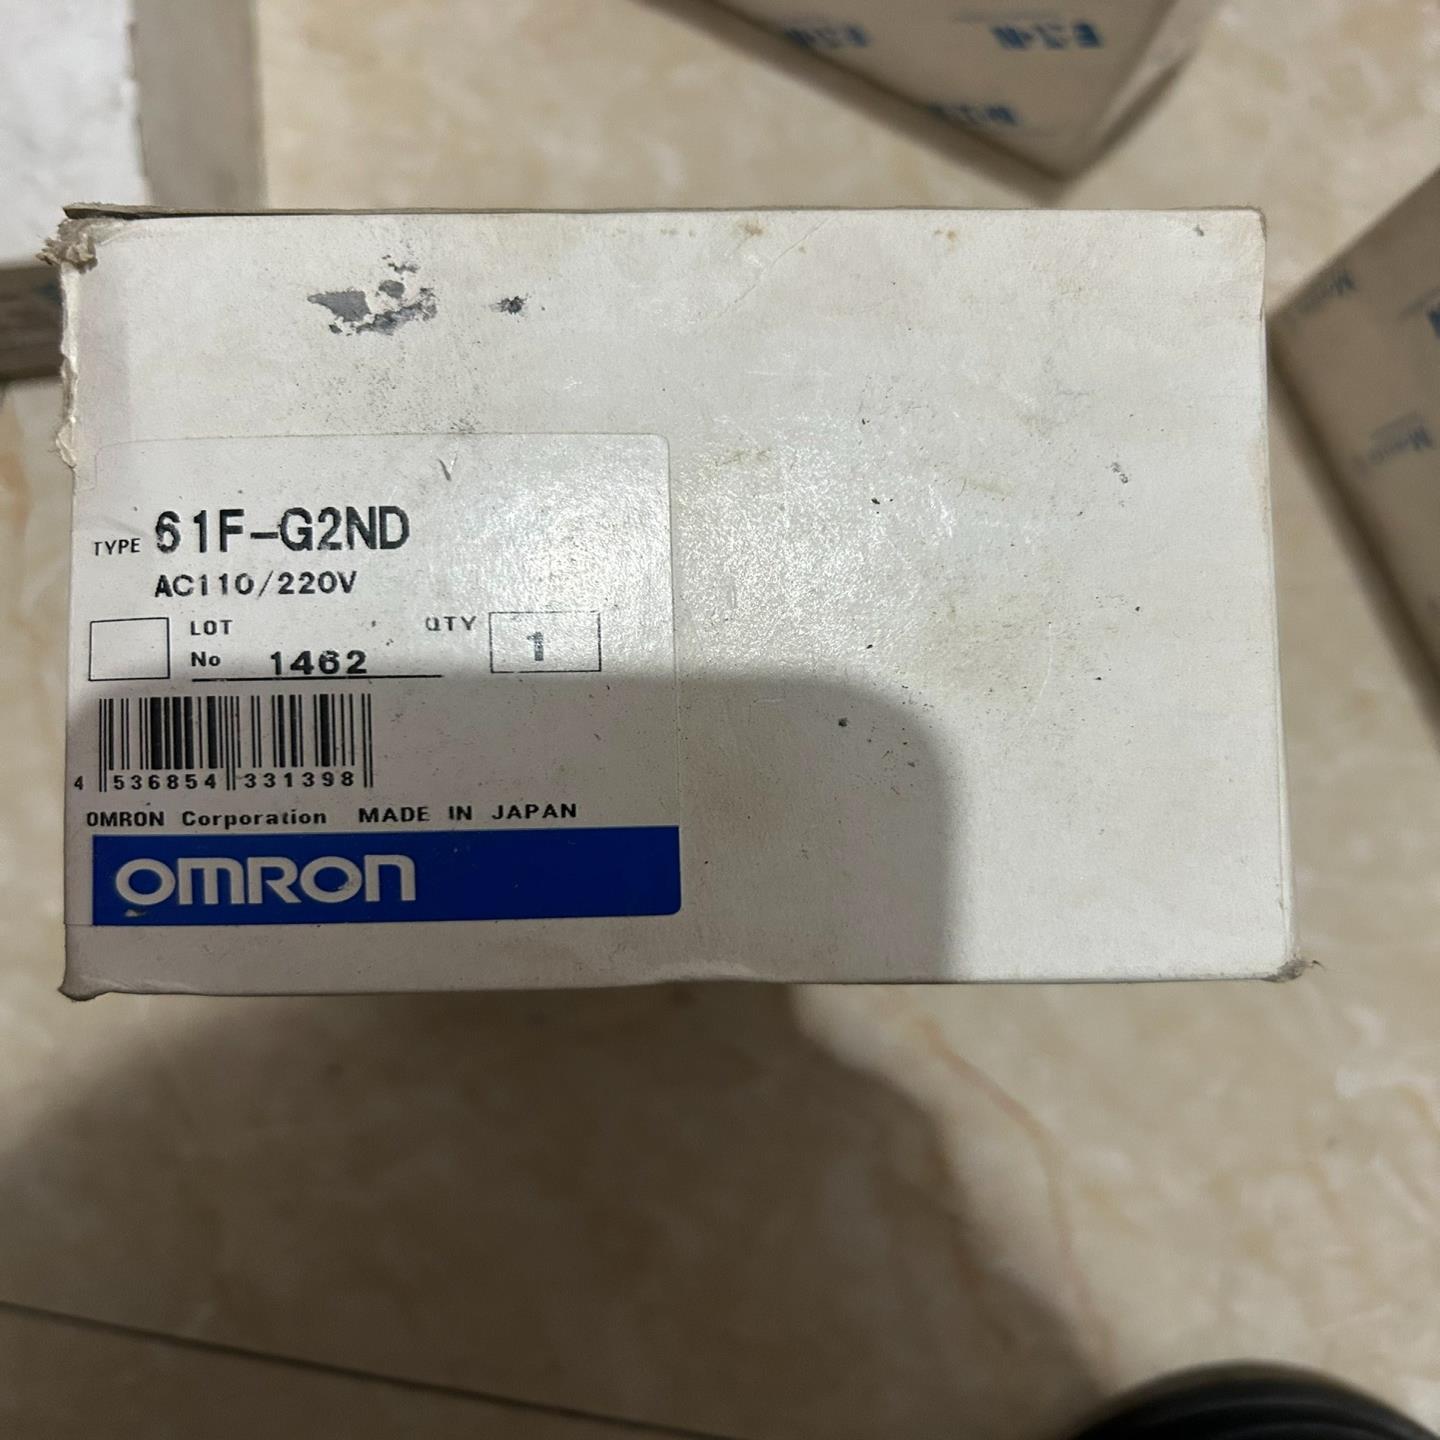 TYPE 61F-G2ND
AC110/220V
LOT
No 1462
QTY 1
4 536854 331398
OMRON Corporation MADE IN JAPAN
OMRON